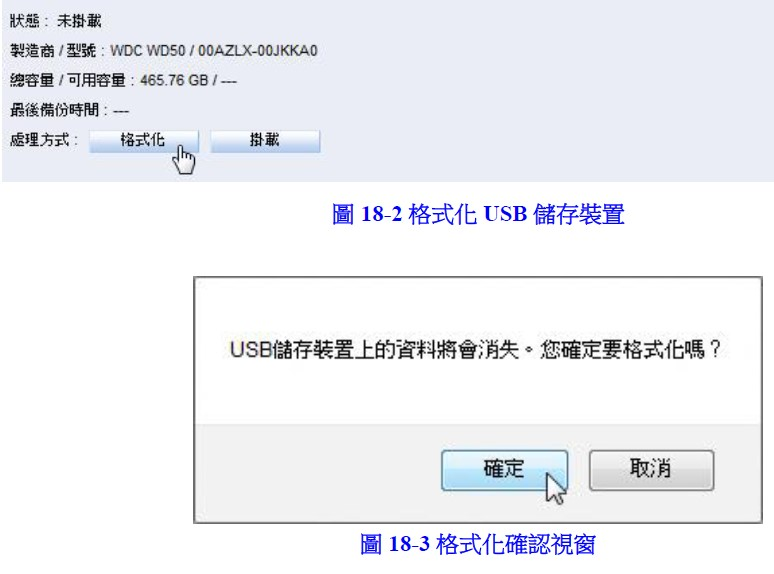 狀態： 未掛載
製造商 / 型號：WDC WD50 / 00AZLX-00JKKA0
總容量 / 可用容量：465.76 GB / ---
最後備份時間：---
處理方式： 格式化 掛載
圖 18-2 格式化 USB 儲存裝置
USB儲存裝置上的資料將會消失。您確定要格式化嗎？
確定 取消
圖 18-3 格式化確認視窗